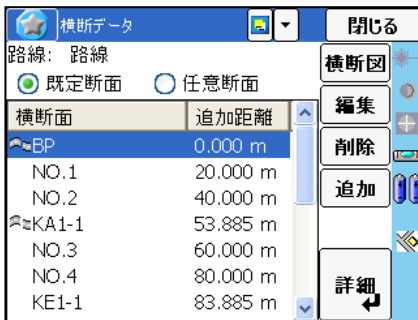 横断データ 閉じる
路線: 路線
既定断面 任意断面
横断図
編集
削除
追加
詳細
横断面 追加距離
BP 0.000 m
NO.1 20.000 m
NO.2 40.000 m
KA1-1 53.885 m
NO.3 60.000 m
NO.4 80.000 m
KE1-1 83.885 m